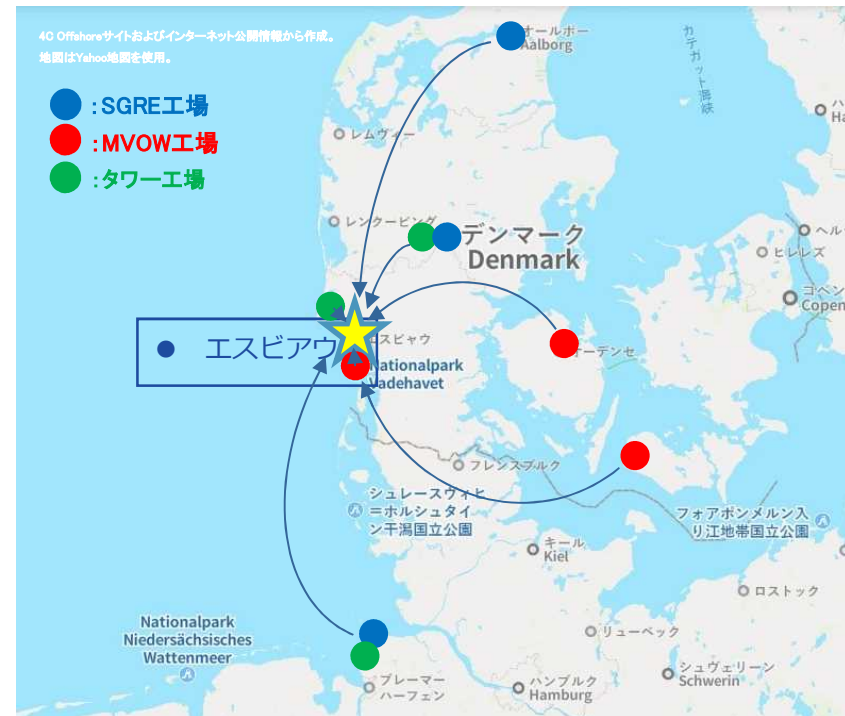 4C Offshoreサイトおよびインターネット公開情報から作成。
地図はYahoo地図を使用。
：SGRE工場
：MVOW工場
：タワー工場
オールボー
Aalborg
カテガット海峡
レムヴィー
レンクービング
デンマーク
Denmark
ヒレレズ
コペン
Copen
● エスビアウ
エスビャウ
Nationalpark
Vadehavet
オーデンセ
フレンスブルク
シュレースヴィヒ
＝ホルシュタイ
ン干潟国立公園
フォアポンメルン入
り江地帯国立公園
キール
Kiel
ロストック
Nationalpark
Niedersächsisches
Wattenmeer
リューベック
ブレーマー
ハーフェン
ハンブルク
Hamburg
シュヴェリーン
Schwerin